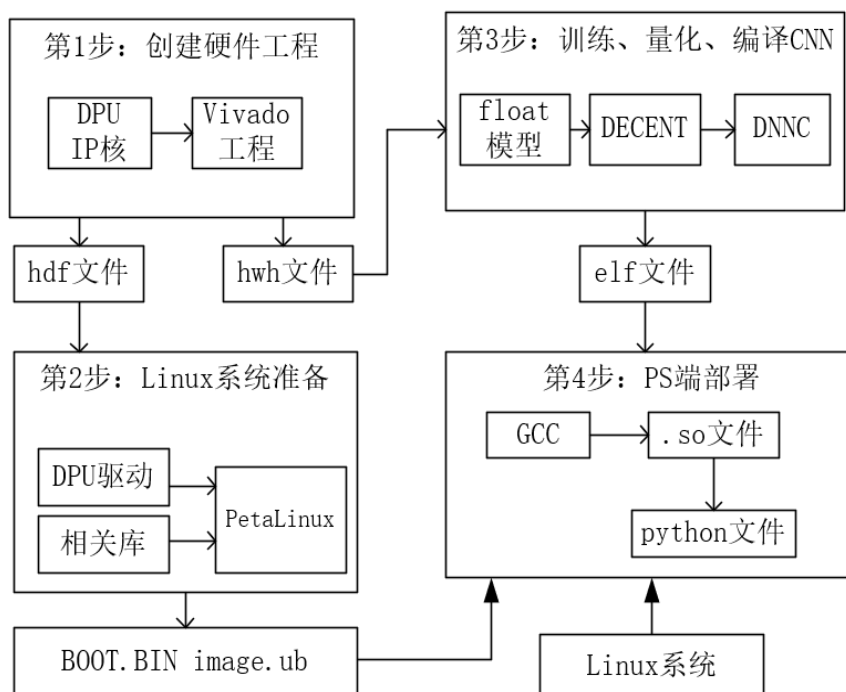 第1步：创建硬件工程
DPU
IP核
Vivado
工程
hdf文件
hwh文件
第3步：训练、量化、编译CNN
float
模型
DECENT
DNNC
elf文件
第2步：Linux系统准备
DPU驱动
相关库
PetaLinux
BOOT.BIN image.ub
第4步：PS端部署
GCC
.so文件
python文件
Linux系统